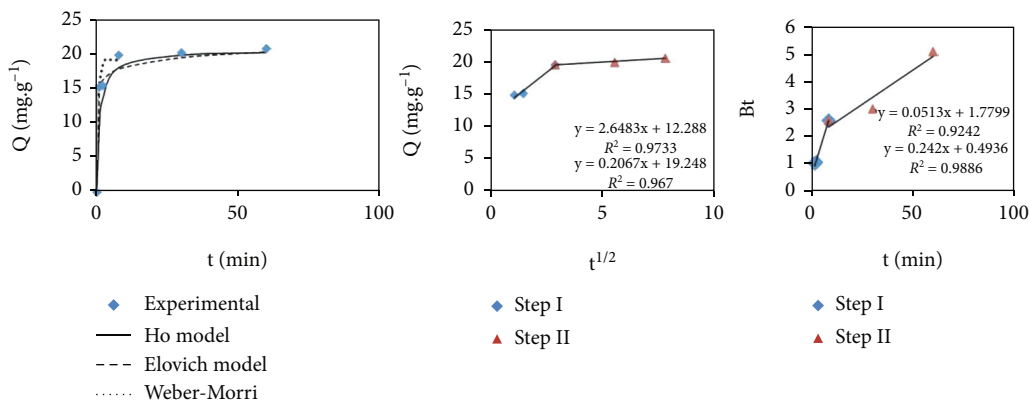 25
20
15
10
5
0
Q (mg.g⁻¹)
0 50 100
t (min)
Experimental
Ho model
Elovich model
Weber-Morri
25
20
15
10
5
0
Q (mg.g⁻¹)
y = 2.6483x + 12.288
R² = 0.9733
y = 0.2067x + 19.248
R² = 0.967
0 5 10
t^1/2
Step I
Step II
6
5
4
3
2
1
0
Bt
y = 0.0513x + 1.7799
R² = 0.9242
y = 0.242x + 0.4936
R² = 0.9886
0 50 100
t (min)
Step I
Step II